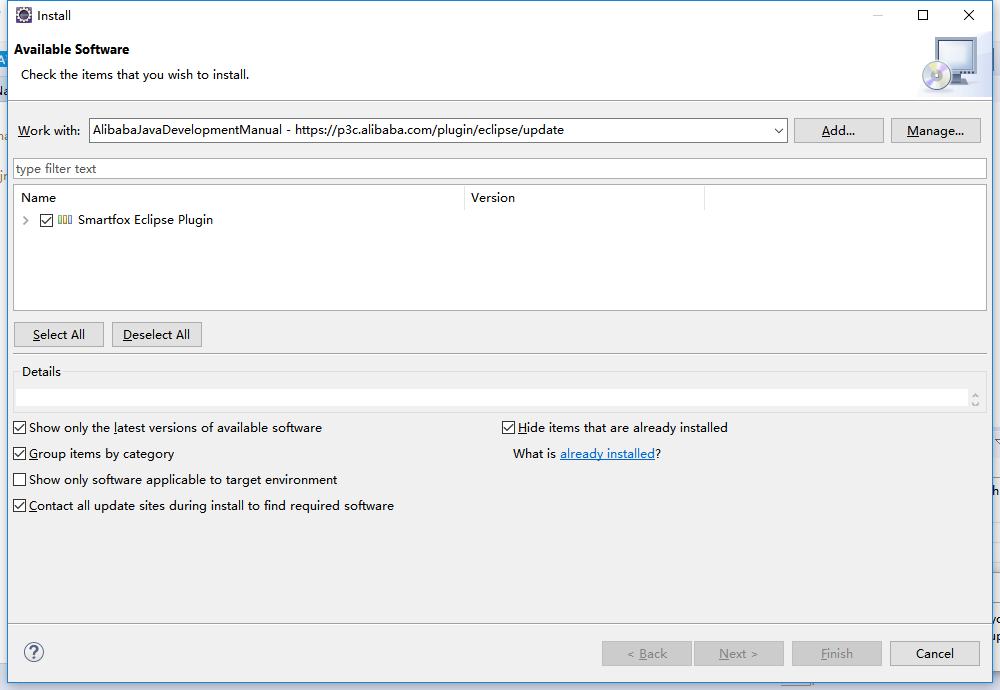 Install
Available Software
Check the items that you wish to install.
Work with: AlibabaJavaDevelopmentManual - https://p3c.alibaba.com/plugin/eclipse/update Add... Manage...
type filter text
Name Version
Smartfox Eclipse Plugin
Select All Deselect All
Details
Show only the latest versions of available software Hide items that are already installed
Group items by category What is already installed?
Show only software applicable to target environment
Contact all update sites during install to find required software
? < Back Next > Finish Cancel